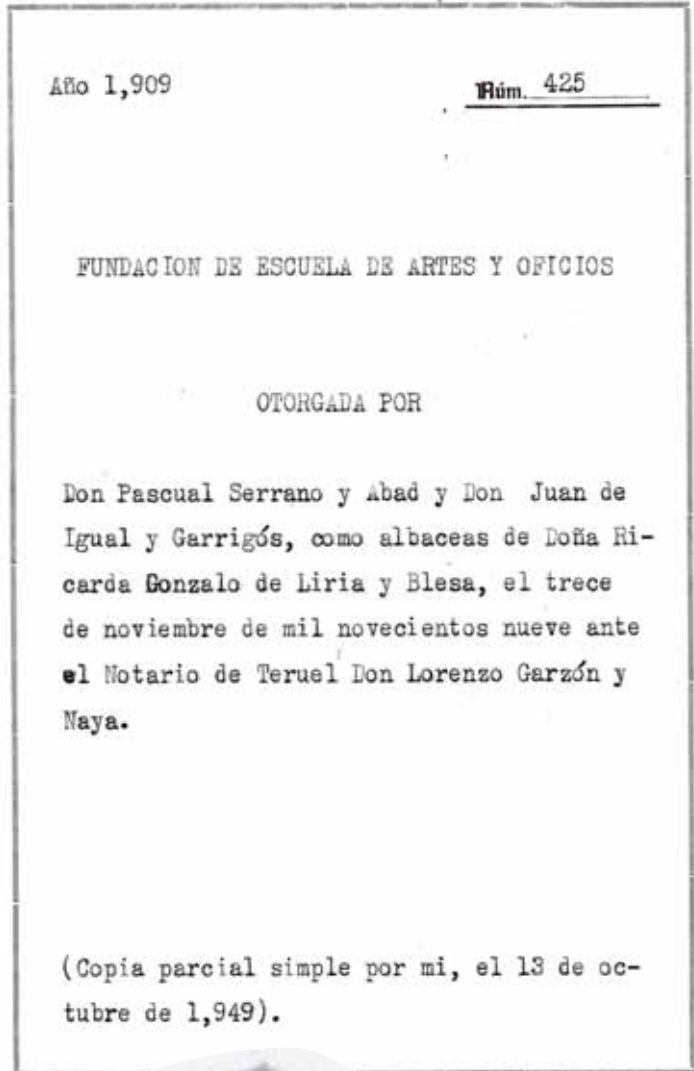 Año 1,909
Núm. 425
FUNDACION DE ESCUELA DE ARTES Y OFICIOS
OTORGADA POR
Don Pascual Serrano y Abad y Don Juan de
Igual y Garrigós, como albaceas de Doña Ri-
carda Gonzalo de Liria y Blesa, el trece
de noviembre de mil novecientos nueve ante
el Notario de Teruel Don Lorenzo Garzón y
Naya.
(Copia parcial simple por mi, el 13 de oc-
tubre de 1,949).